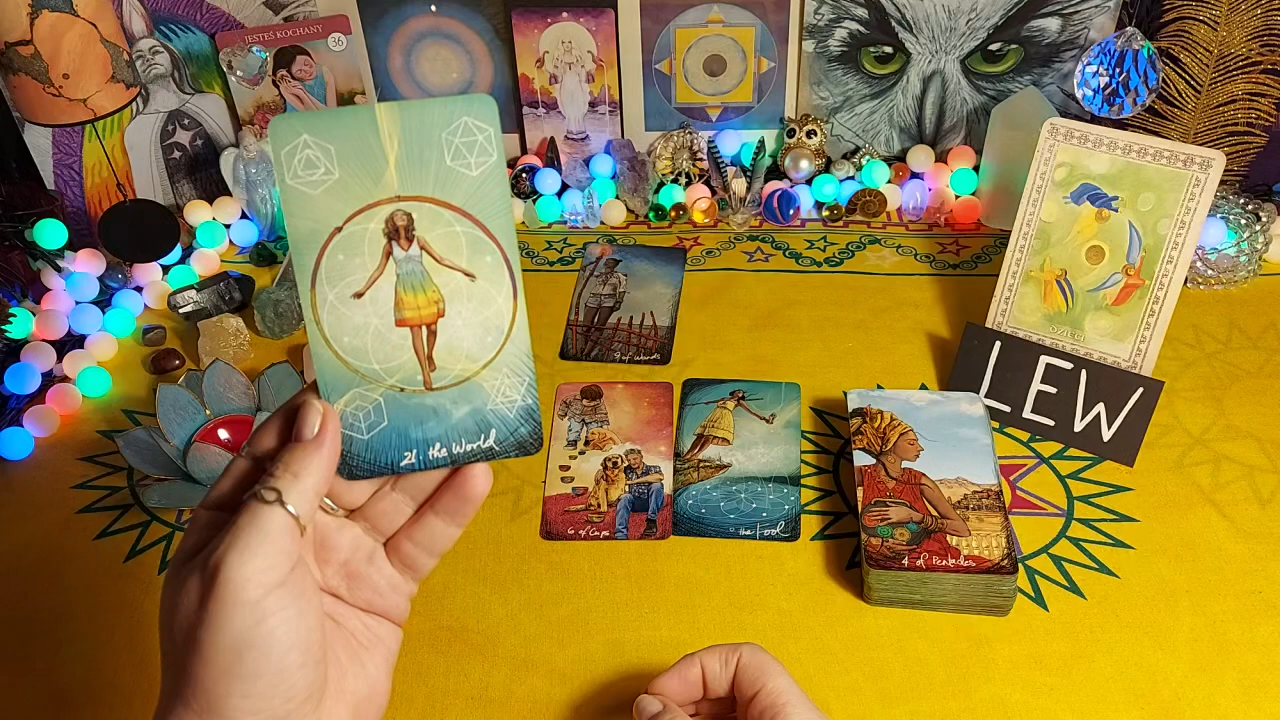 JESTEŚ KOCHANY
36
21 the World
9 of Wands
DZIECI
LEW
6 of Cups
0 the Fool
4 of Pentacles